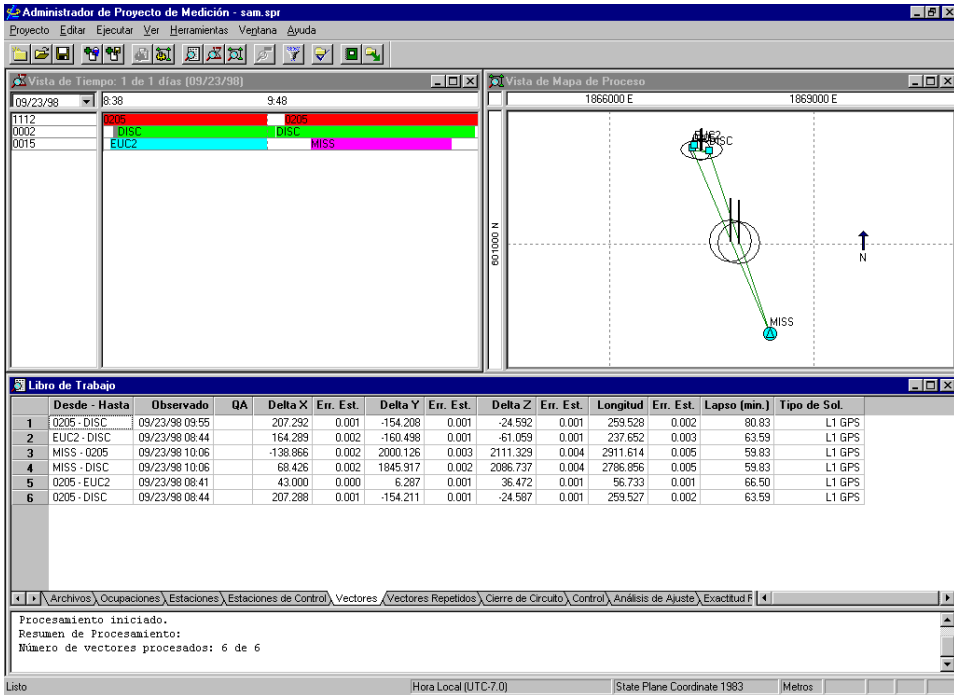 Administrador de Proyecto de Medición - sam.spr
Proyecto Editar Ejecutar Ver Herramientas Ventana Ayuda
Vista de Tiempo: 1 de 1 días (09/23/98)
09/23/98 8:38 9:48
1112 0205 0205
0002 DISC DISC
0015 EUC2 MISS
Vista de Mapa de Proceso
1866000 E 1869000 E
EUC2
DISC
601000 N
N
MISS
Libro de Trabajo
Desde - Hasta Observado QA Delta X Err. Est. Delta Y Err. Est. Delta Z Err. Est. Longitud Err. Est. Lapso (min.) Tipo de Sol.
1 0205 - DISC 09/23/98 09:55 207.292 0.001 -154.208 0.001 -24.592 0.001 259.528 0.002 80.83 L1 GPS
2 EUC2 - DISC 09/23/98 08:44 164.289 0.002 -160.498 0.001 -61.059 0.001 237.652 0.003 63.59 L1 GPS
3 MISS - 0205 09/23/98 10:06 -138.866 0.002 2000.126 0.003 2111.329 0.004 2911.614 0.005 59.83 L1 GPS
4 MISS - DISC 09/23/98 10:06 68.426 0.002 1845.917 0.002 2086.737 0.004 2786.856 0.005 59.83 L1 GPS
5 0205 - EUC2 09/23/98 08:41 43.000 0.000 6.287 0.001 36.472 0.001 56.733 0.001 66.50 L1 GPS
6 0205 - DISC 09/23/98 08:44 207.288 0.001 -154.211 0.001 -24.587 0.001 259.527 0.002 63.59 L1 GPS
Archivos Ocupaciones Estaciones Estaciones de Control Vectores Vectores Repetidos Cierre de Circuito Control Análisis de Ajuste Exactitud R
Procesamiento iniciado.
Resumen de Procesamiento:
Número de vectores procesados: 6 de 6
Listo Hora Local (UTC-7.0) State Plane Coordinate 1983 Metros